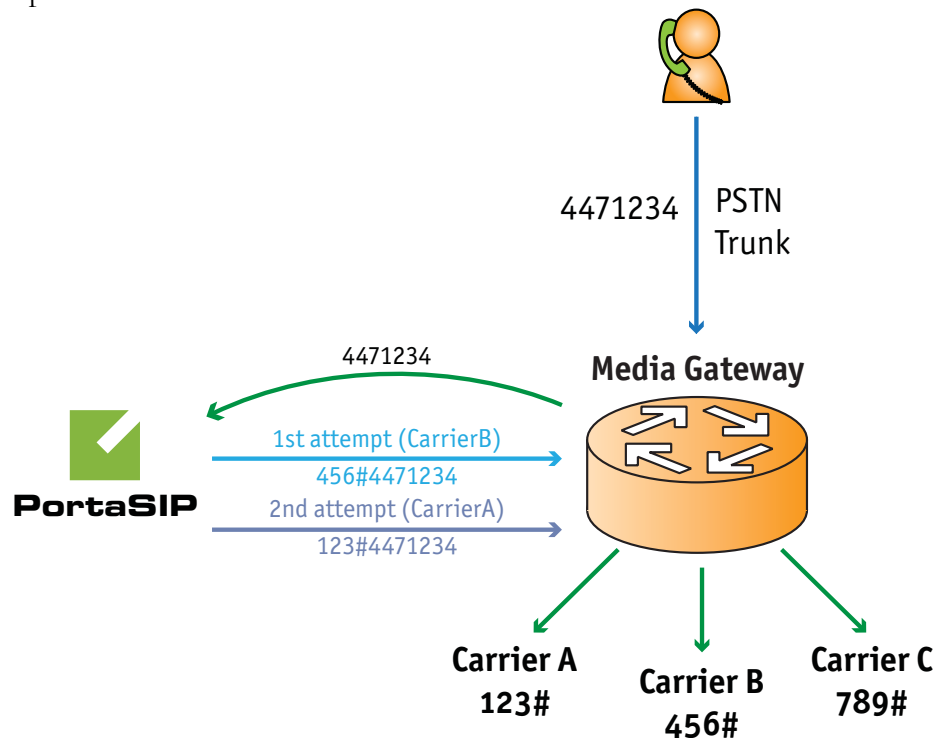 4471234
PSTN
Trunk
Media Gateway
4471234
1st attempt (CarrierB)
456#4471234
2nd attempt (CarrierA)
123#4471234
PortaSIP
Carrier A
123#
Carrier B
456#
Carrier C
789#